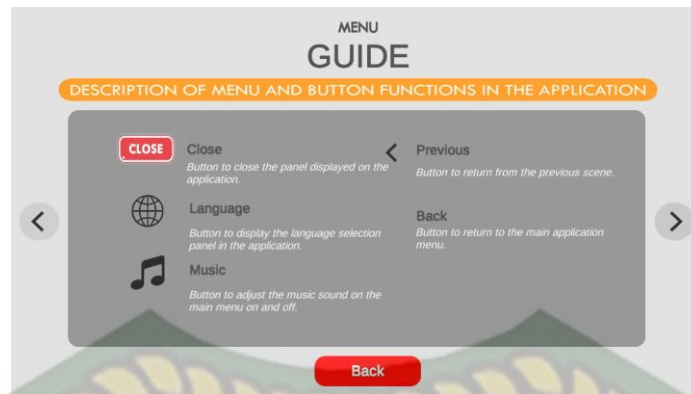 MENU
GUIDE
DESCRIPTION OF MENU AND BUTTON FUNCTIONS IN THE APPLICATION
CLOSE
Close
Button to close the panel displayed on the
application.
Language
Button to display the language selection
panel in the application.
Music
Button to adjust the music sound on the
main menu on and off.
Previous
Button to return from the previous scene.
Back
Button to return to the main application
menu.
Back